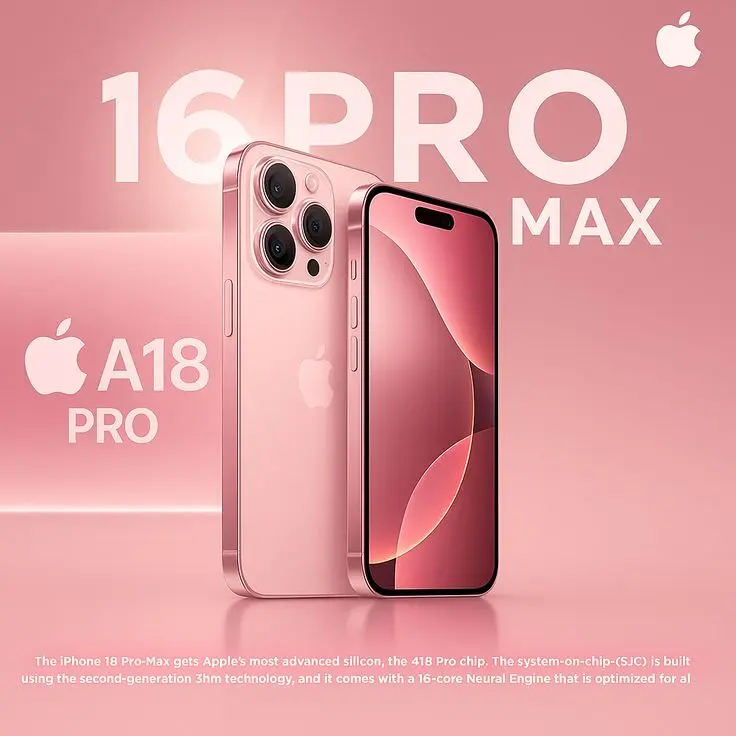 16 PRO
MAX
A18
PRO
The iPhone 18 Pro-Max gets Apple's most advanced silicon, the 418 Pro chip. The system-on-chip-(SJC) is built
using the second-generation 3hm technology, and it comes with a 16-core Neural Engine that is optimized for al